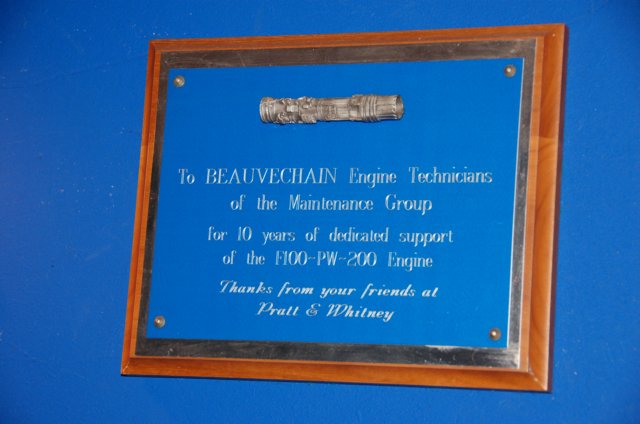 To BEAUVECHAIN Engine Technicians
of the Maintenance Group
for 10 years of dedicated support
of the F100-PW-200 Engine
Thanks from your friends at
Pratt & Whitney